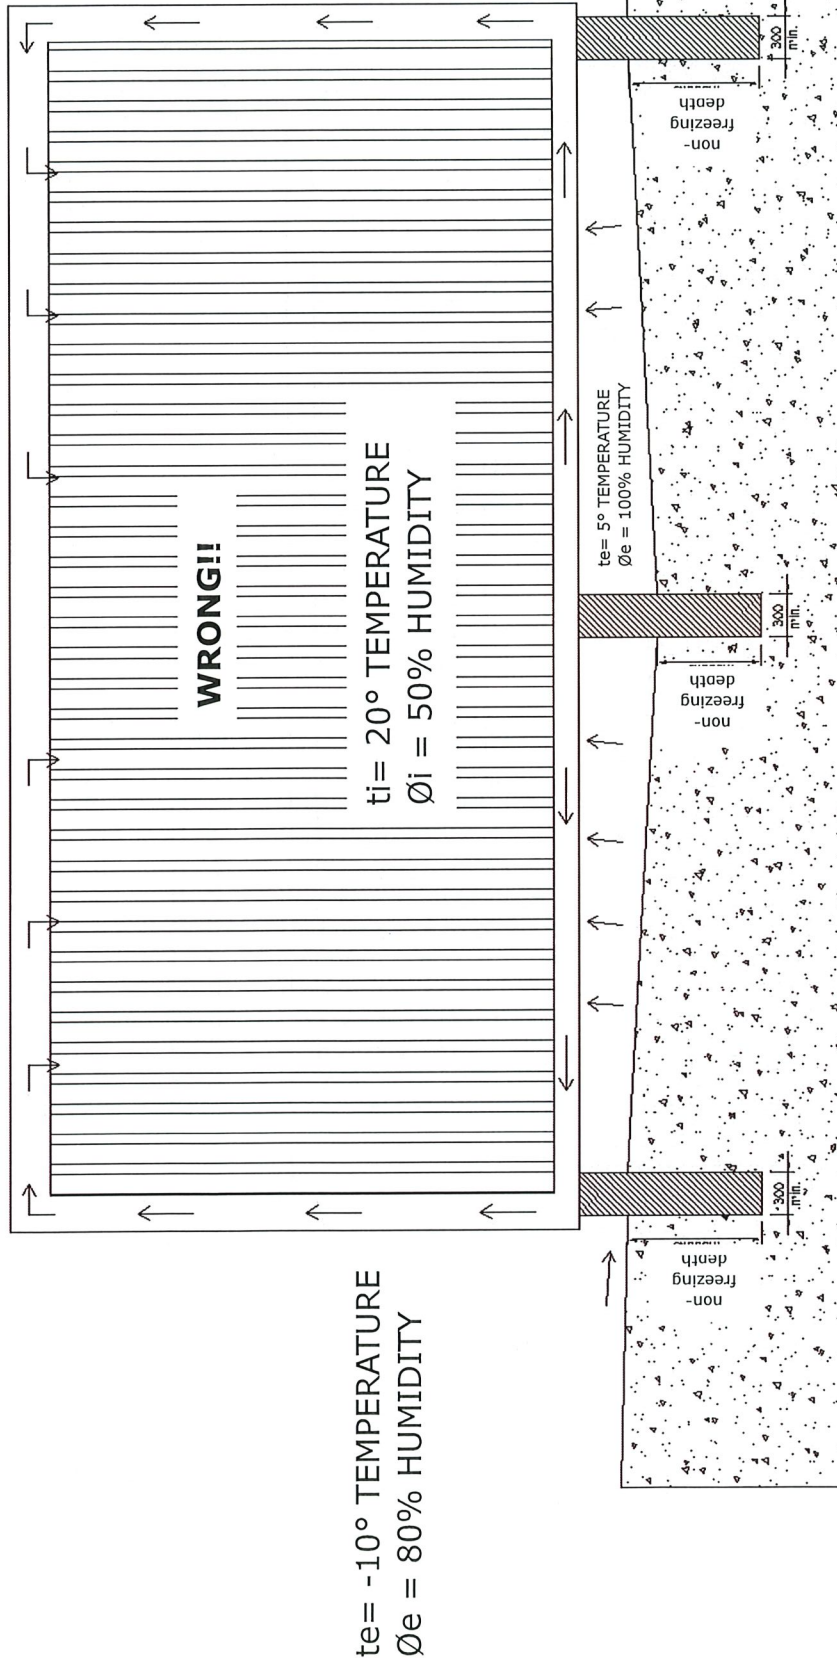 WRONG!!
ti= 20° TEMPERATURE
Øi = 50% HUMIDITY
te= -10° TEMPERATURE
Øe = 80% HUMIDITY
te= 5° TEMPERATURE
Øe = 100% HUMIDITY
non-
freezing
depth
300
min.
non-
freezing
depth
300
min.
non-
freezing
depth
300
min.